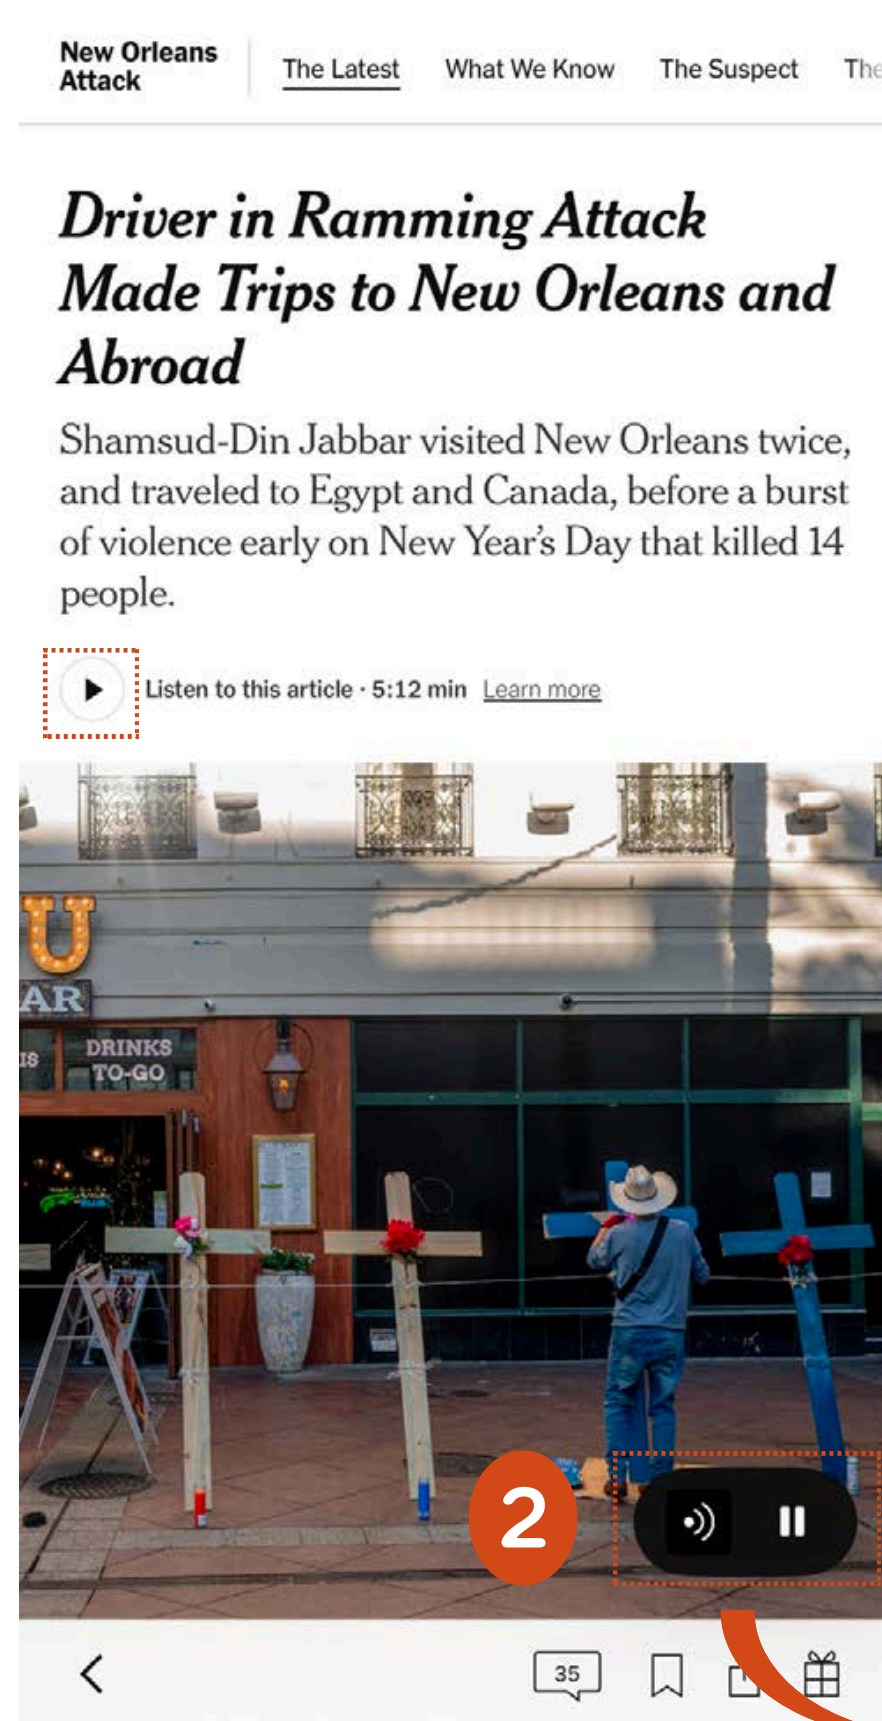 New Orleans
Attack
The Latest
What We Know
The Suspect
The
Driver in Ramming Attack
Made Trips to New Orleans and
Abroad
Shamsud-Din Jabbar visited New Orleans twice,
and traveled to Egypt and Canada, before a burst
of violence early on New Year's Day that killed 14
people.
Listen to this article · 5:12 min Learn more
U
AR
IS
DRINKS
TO-GO
2
35